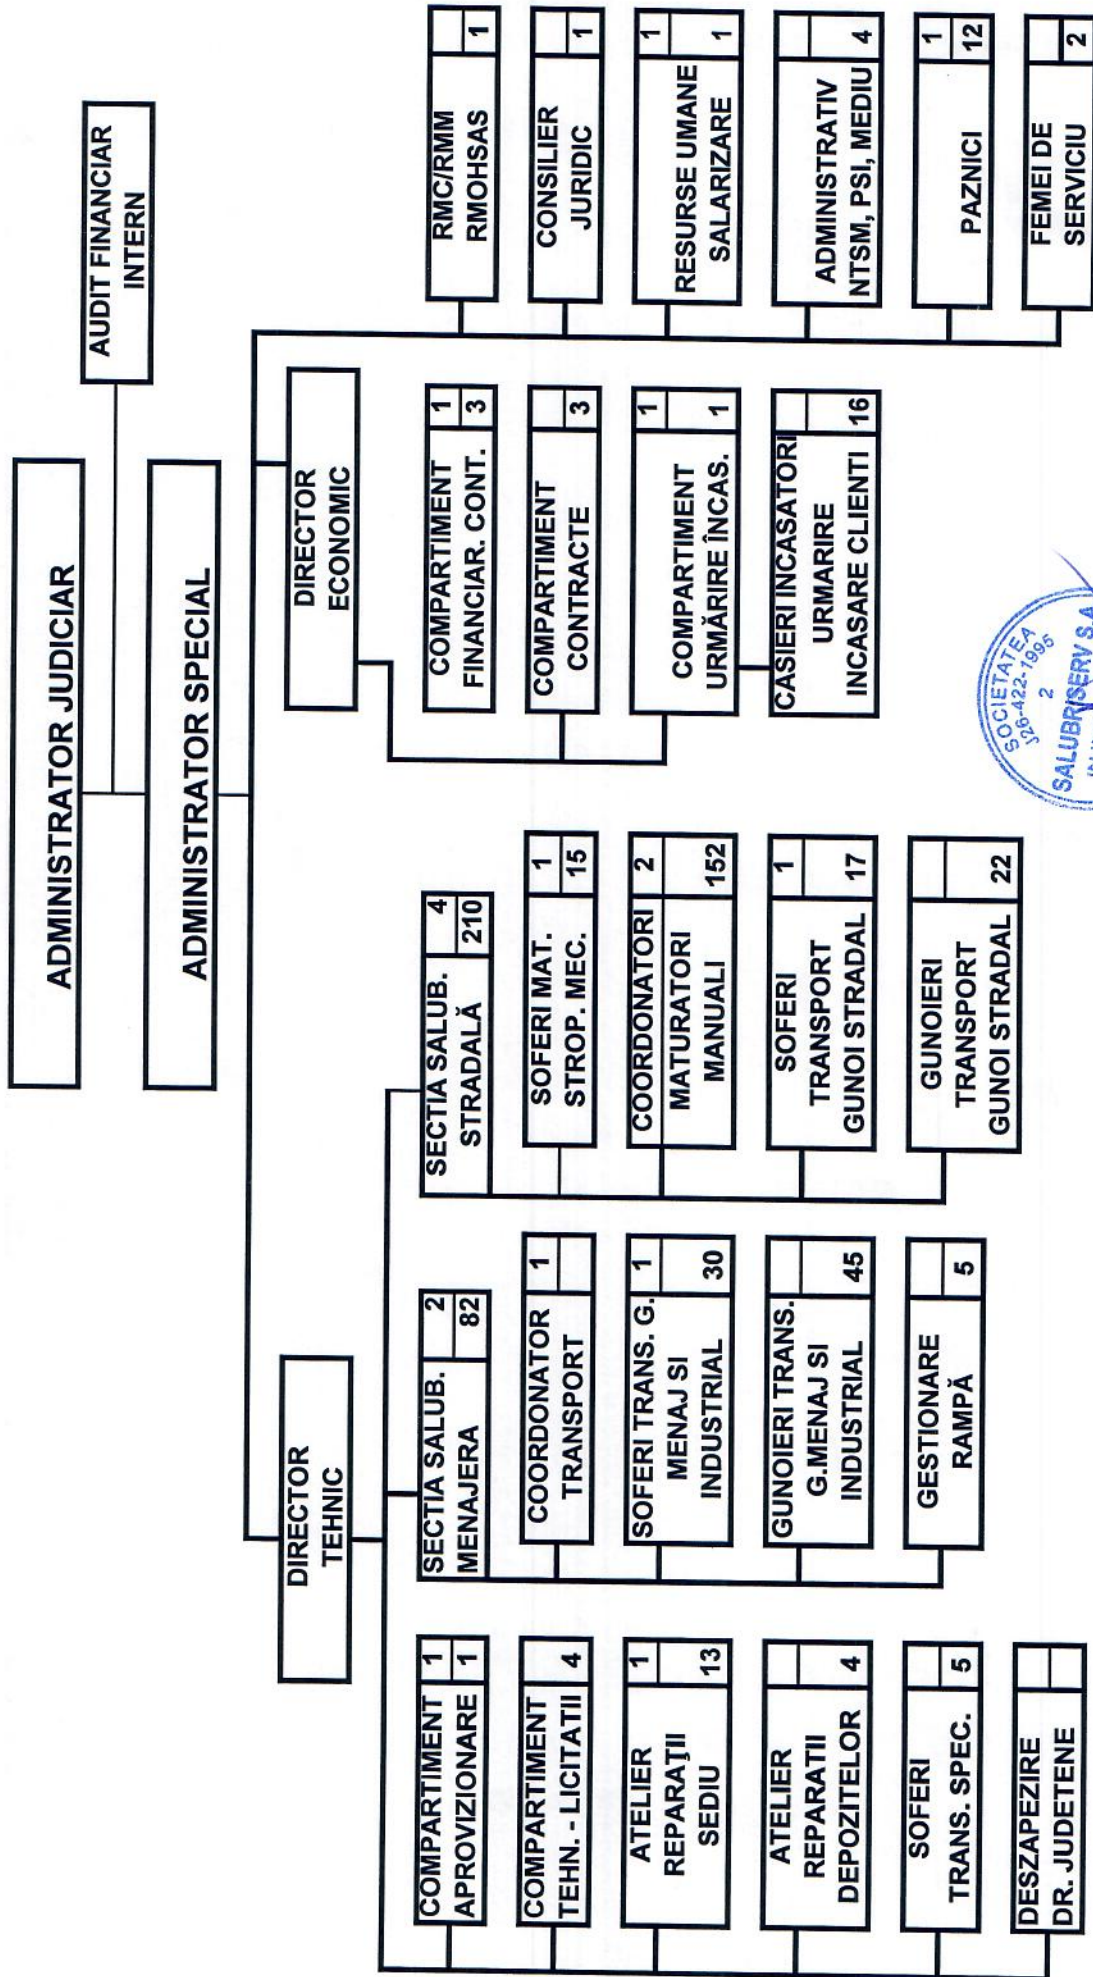 ADMINISTRATOR JUDICIAR
AUDIT FINANCIAR
INTERN
ADMINISTRATOR SPECIAL
DIRECTOR
TEHNIC
DIRECTOR
ECONOMIC
COMPARTIMENT 1
APROVIZIONARE 1
COMPARTIMENT
TEHN. - LICITATII 4
ATELIER 1
REPARAŢII
SEDIU 13
ATELIER
REPARATII
DEPOZITELOR 4
SOFERI
TRANS. SPEC. 5
DESZAPEZIRE
DR. JUDETENE
SECTIA SALUB. 2
MENAJERA 82
COORDONATOR 1
TRANSPORT
SOFERI TRANS. G. 1
MENAJ SI
INDUSTRIAL 30
GUNOIERI TRANS.
G.MENAJ SI
INDUSTRIAL 45
GESTIONARE
RAMPĂ 5
SECTIA SALUB. 4
STRADALĂ 210
SOFERI MAT. 1
STROP. MEC. 15
COORDONATORI 2
MATURATORI
MANUALI 152
SOFERI 1
TRANSPORT
GUNOI STRADAL 17
GUNOIERI
TRANSPORT
GUNOI STRADAL 22
COMPARTIMENT 1
FINANCIAR. CONT. 3
COMPARTIMENT
CONTRACTE 3
COMPARTIMENT 1
URMĂRIRE ÎNCAS. 1
CASIERI INCASATORI
URMARIRE
INCASARE CLIENTI 16
RMC/RMM
RMOHSAS 1
CONSILIER
JURIDIC 1
RESURSE UMANE 1
SALARIZARE 1
ADMINISTRATIV
NTSM, PSI, MEDIU 4
PAZNICI 1
12
FEMEI DE
SERVICIU 2
SOCIETATEA
J26-422-1995
2
SALUBRISERV S.A.